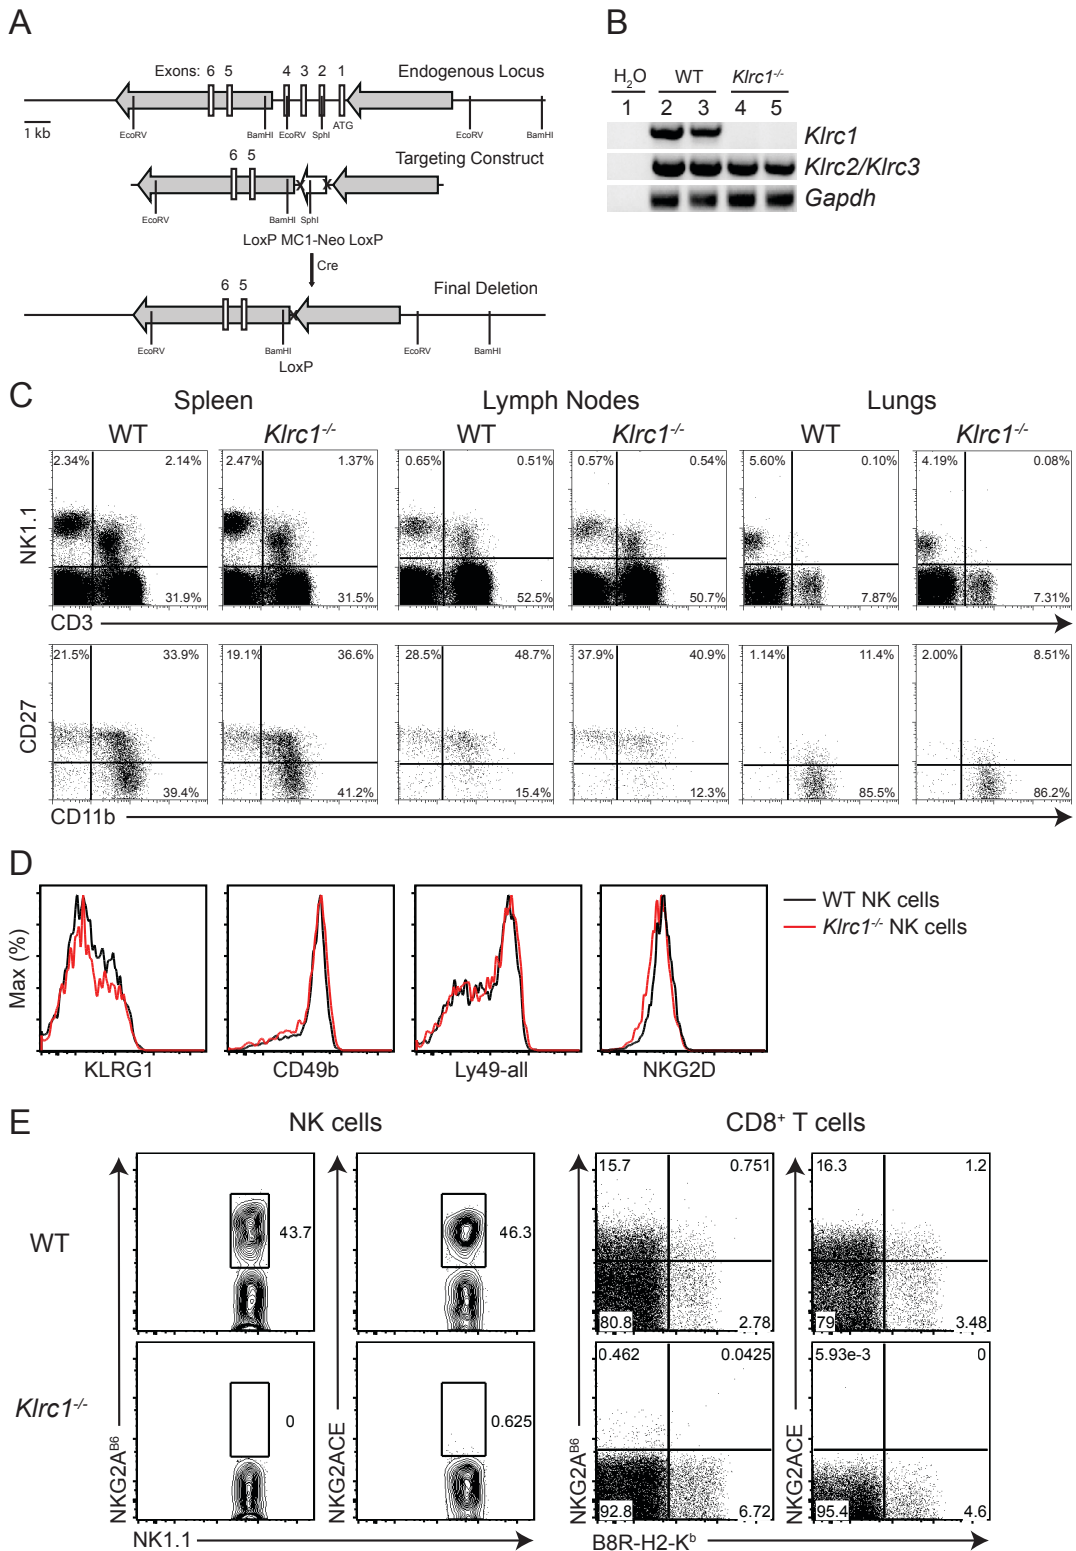 A
Exons: 6 5 4 3 2 1 Endogenous Locus
1 kb
EcoRV BamHI EcoRV SphI ATG EcoRV BamHI
Targeting Construct
6 5
EcoRV BamHI SphI
LoxP MC1-Neo LoxP
Cre
Final Deletion
6 5
EcoRV BamHI EcoRV BamHI
LoxP
B
H2O WT Klrc1-/-
1 2 3 4 5
Klrc1
Klrc2/Klrc3
Gapdh
C
Spleen Lymph Nodes Lungs
WT Klrc1-/- WT Klrc1-/- WT Klrc1-/-
2.34% 2.14% 2.47% 1.37% 0.65% 0.51% 0.57% 0.54% 5.60% 0.10% 4.19% 0.08%
NK1.1
31.9% 31.5% 52.5% 50.7% 7.87% 7.31%
CD3
21.5% 33.9% 19.1% 36.6% 28.5% 48.7% 37.9% 40.9% 1.14% 11.4% 2.00% 8.51%
CD27
39.4% 41.2% 15.4% 12.3% 85.5% 86.2%
CD11b
D
Max (%)
KLRG1 CD49b Ly49-all NKG2D
WT NK cells
Klrc1-/- NK cells
E
NK cells CD8+ T cells
WT
43.7 46.3
15.7 0.751 16.3 1.2
80.8 2.78 79 3.48
Klrc1-/-
0 0.625
0.462 0.0425 5.93e-3 0
92.8 6.72 95.4 4.6
NKG2AB6 NKG2ACE NKG2AB6 NKG2ACE
NK1.1 B8R-H2-Kb